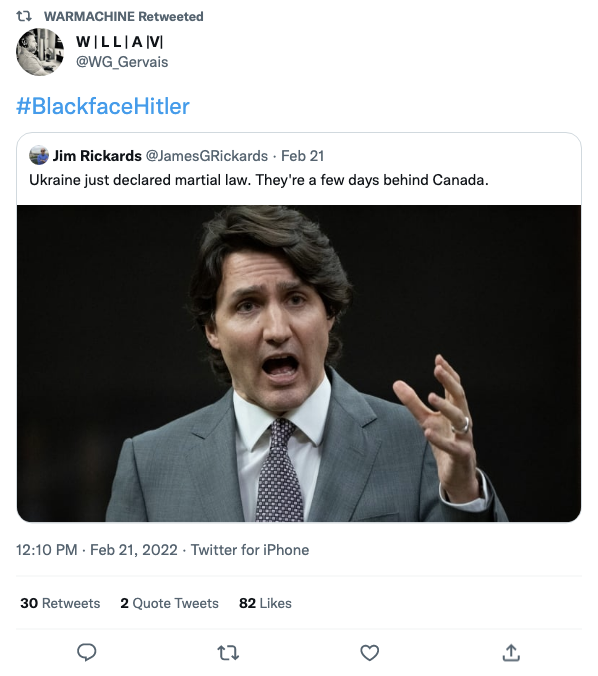 WARMACHINE Retweeted
W | L L | A |V|
@WG_Gervais
#BlackfaceHitler
Jim Rickards @JamesGRickards · Feb 21
Ukraine just declared martial law. They're a few days behind Canada.
12:10 PM · Feb 21, 2022 · Twitter for iPhone
30 Retweets 2 Quote Tweets 82 Likes